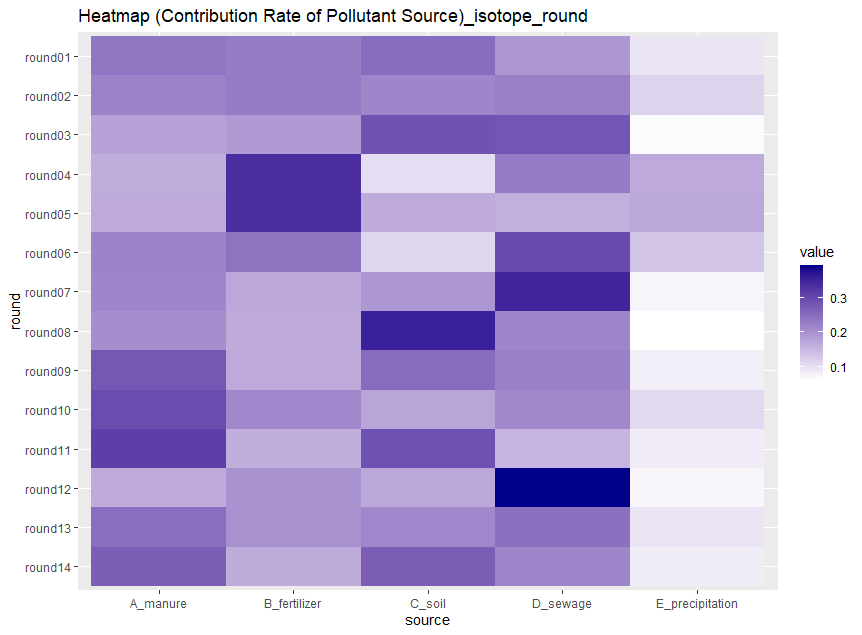 Heatmap (Contribution Rate of Pollutant Source)_isotope_round
round01
round02
round03
round04
round05
round06
round07
round08
round09
round10
round11
round12
round13
round14
round
A_manure B_fertilizer C_soil D_sewage E_precipitation
source
value
0.3
0.2
0.1